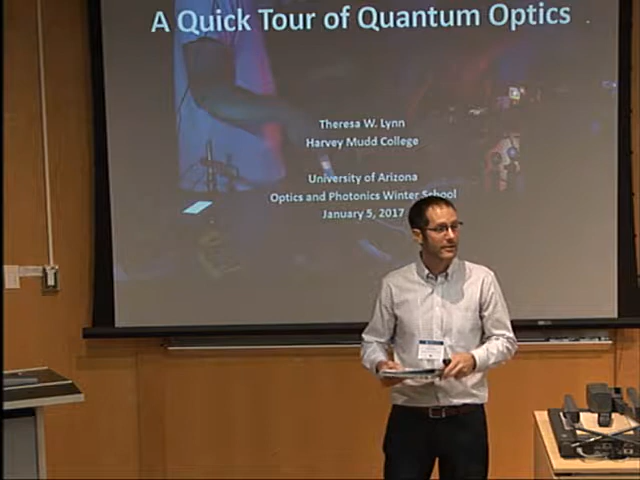 A Quick Tour of Quantum Optics
Theresa W. Lynn
Harvey Mudd College
University of Arizona
Optics and Photonics Winter School
January 5, 2017